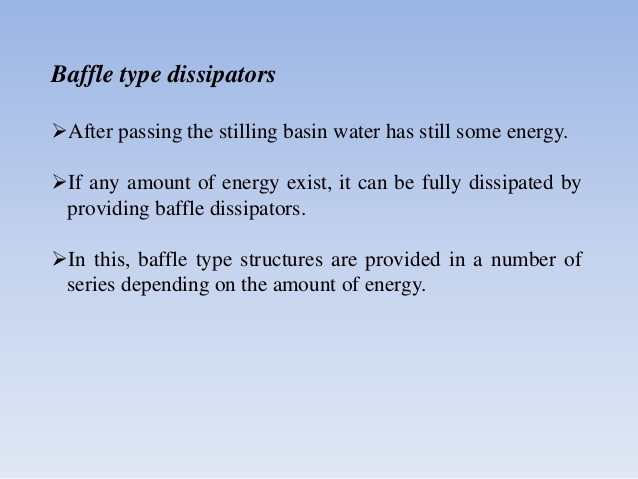 Baffle type dissipators
➢After passing the stilling basin water has still some energy.
➢If any amount of energy exist, it can be fully dissipated by
providing baffle dissipators.
➢In this, baffle type structures are provided in a number of
series depending on the amount of energy.